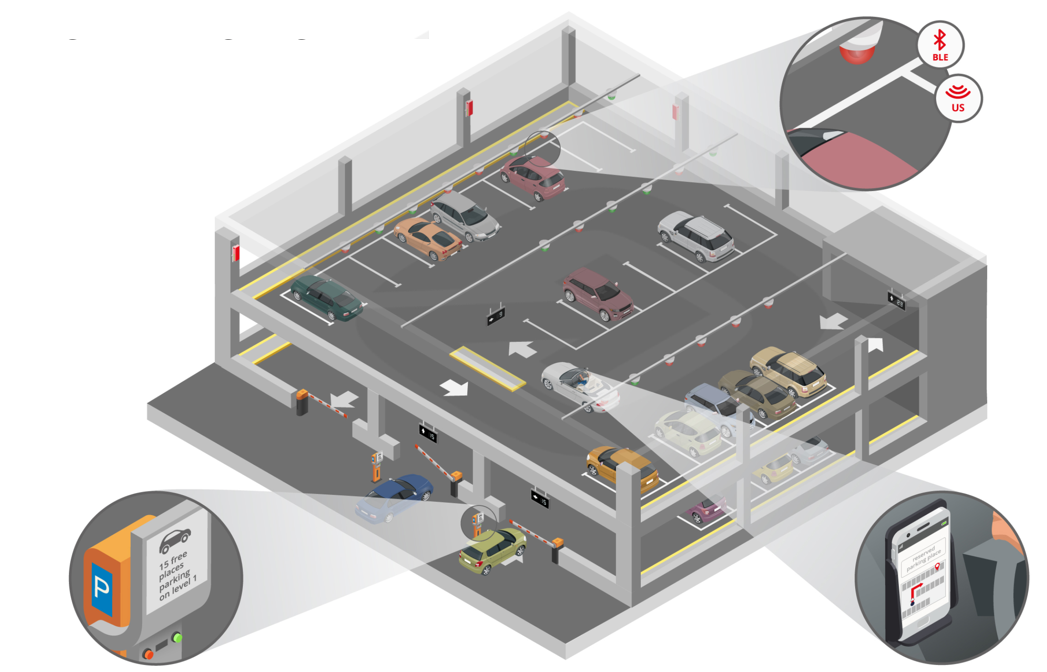 BLE
US
P
15 free
places
parking
on level 1
reserved
parking place